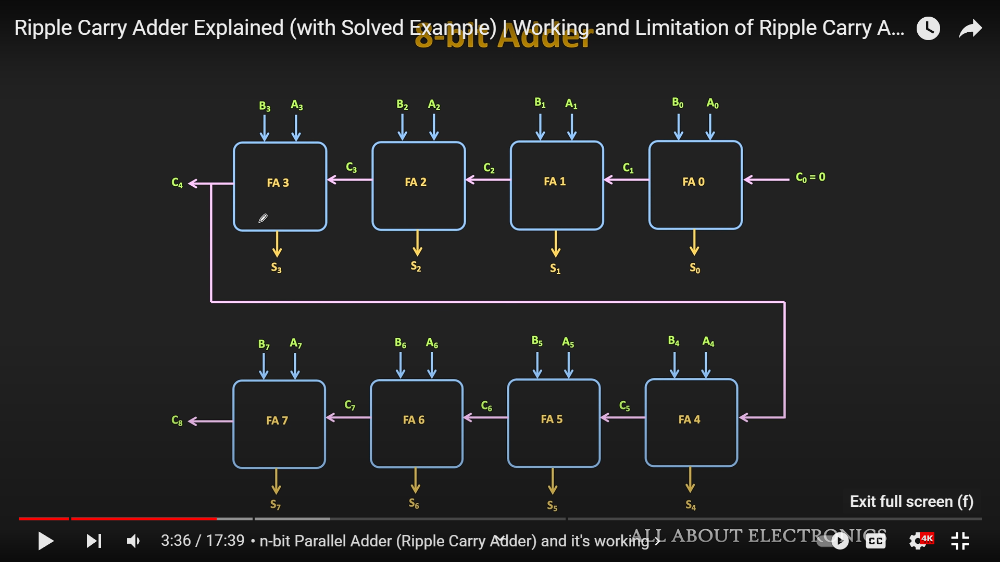 Ripple Carry Adder Explained (with Solved Example) | Working and Limitation of Ripple Carry A...
8-bit Adder
B₃ A₃ B₂ A₂ B₁ A₁ B₀ A₀
C₄ FA 3 C₃ FA 2 C₂ FA 1 C₁ FA 0 C₀ = 0
S₃ S₂ S₁ S₀
B₇ A₇ B₆ A₆ B₅ A₅ B₄ A₄
C₈ FA 7 C₇ FA 6 C₆ FA 5 C₅ FA 4
S₇ S₆ S₅ S₄
Exit full screen (f)
ALL ABOUT ELECTRONICS
3:36 / 17:39 • n-bit Parallel Adder (Ripple Carry Adder) and it's working
CC 4K